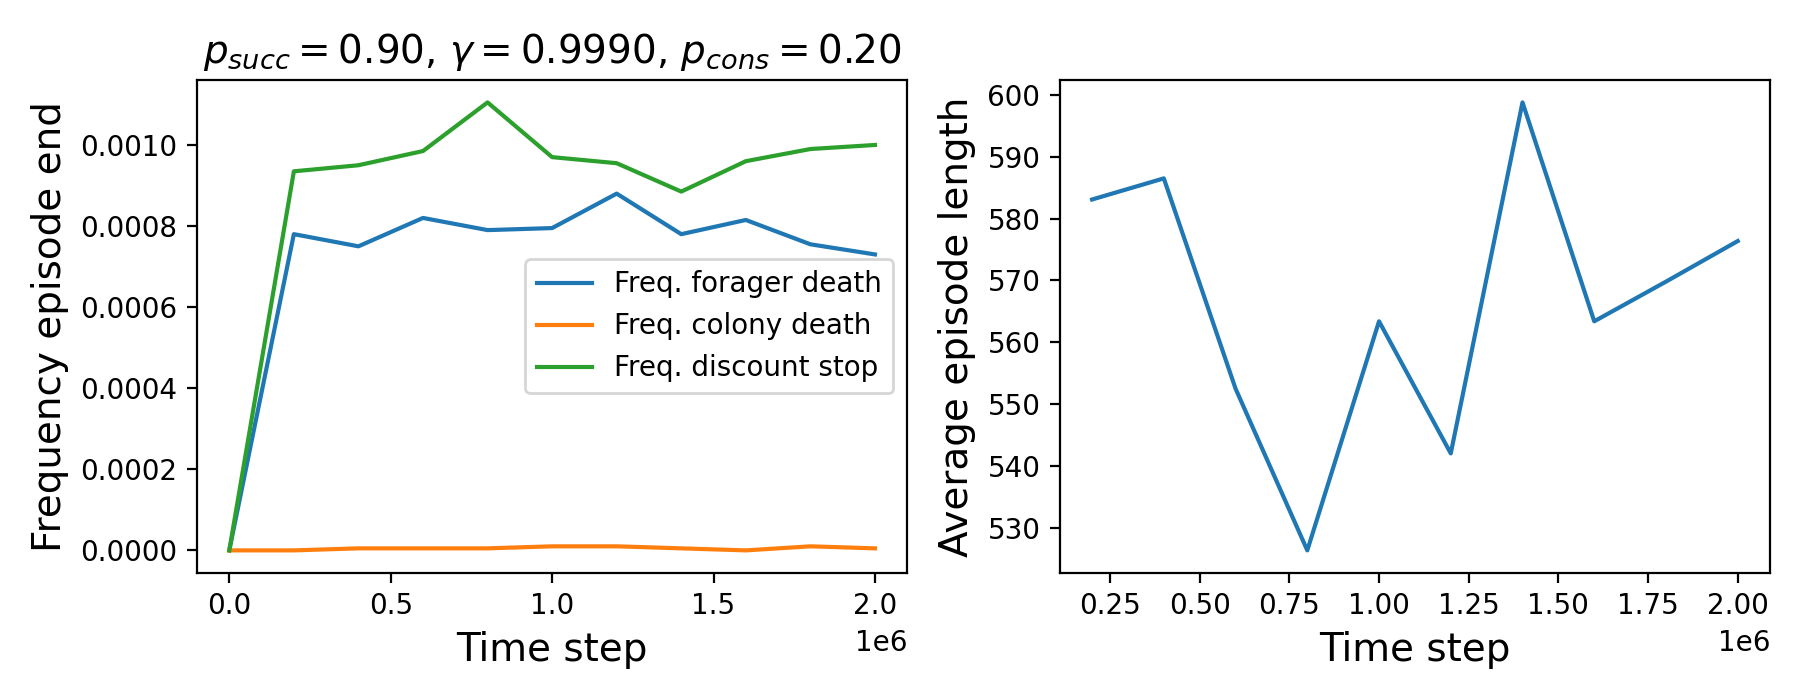 p_succ = 0.90, γ = 0.9990, p_cons = 0.20
Frequency episode end
0.0010
0.0008
0.0006
0.0004
0.0002
0.0000
Freq. forager death
Freq. colony death
Freq. discount stop
0.0 0.5 1.0 1.5 2.0
1e6
Time step
Average episode length
600
590
580
570
560
550
540
530
0.25 0.50 0.75 1.00 1.25 1.50 1.75 2.00
1e6
Time step